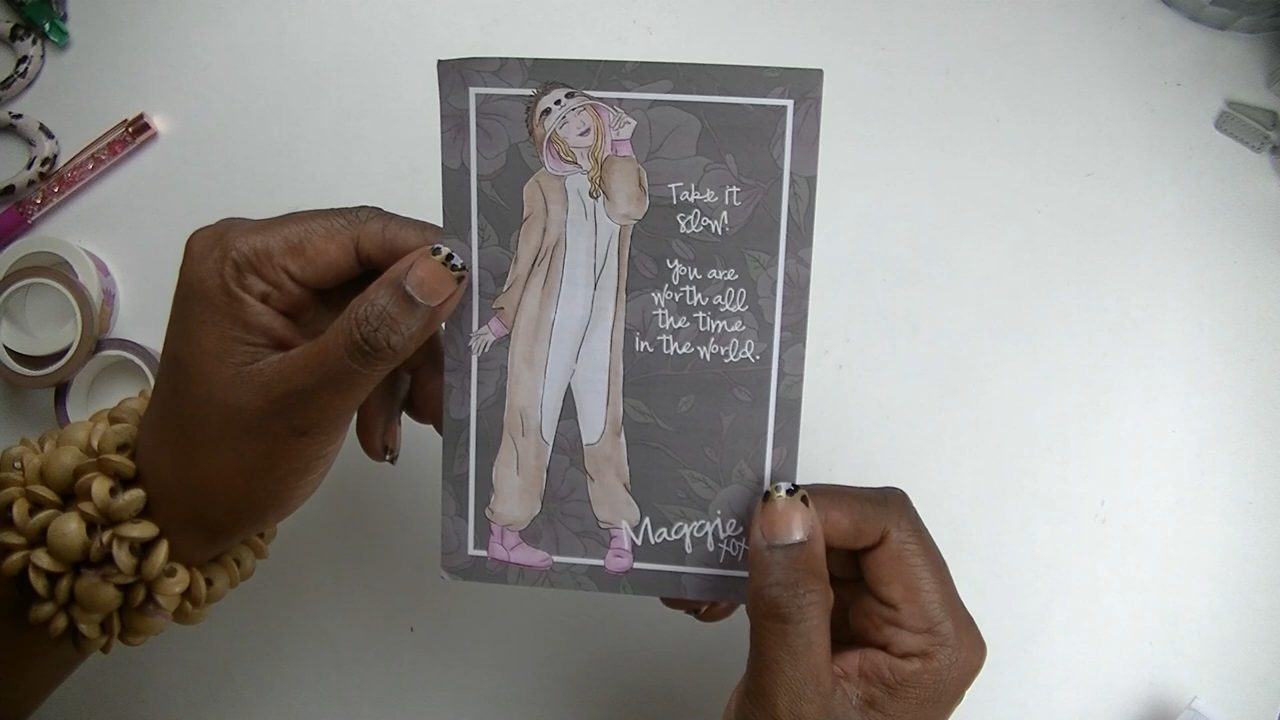 Take it
slow!
you are
worth all
the time
in the world.
Maggie
xox